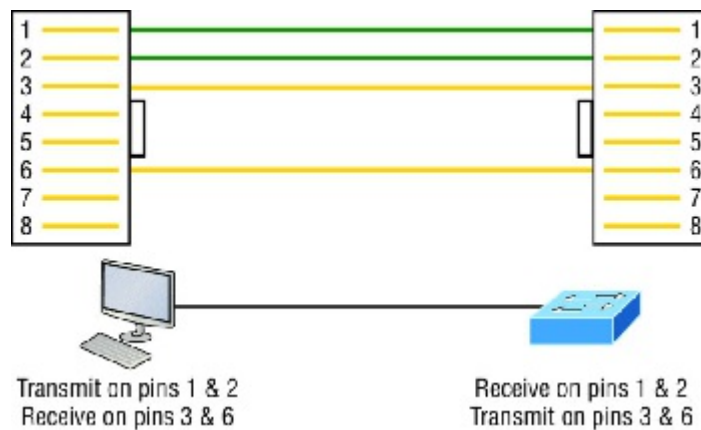 1 1
2 2
3 3
4 4
5 5
6 6
7 7
8 8
Transmit on pins 1 & 2
Receive on pins 3 & 6
Receive on pins 1 & 2
Transmit on pins 3 & 6